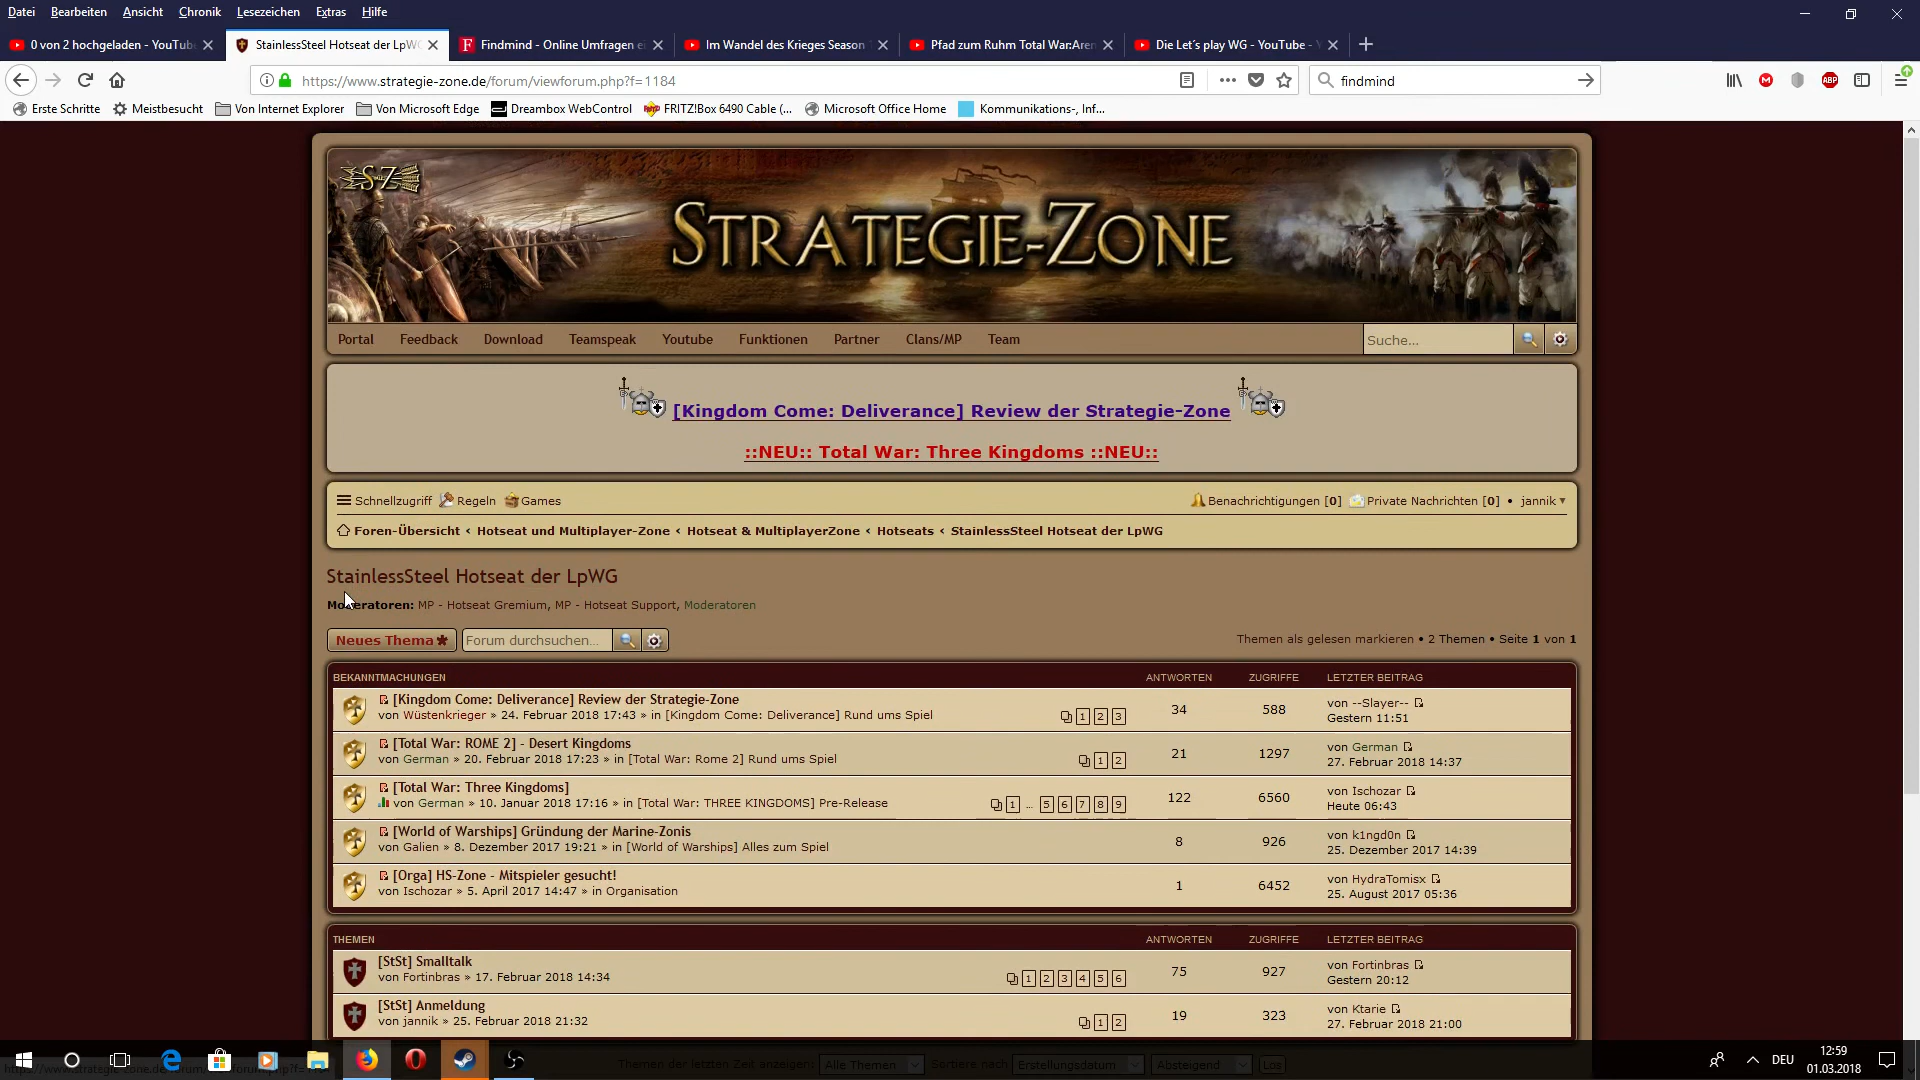 Datei Bearbeiten Ansicht Chronik Lesezeichen Extras Hilfe
0 von 2 hochgeladen - YouTub StainlessSteel Hotseat der LpWG Findmind - Online Umfragen e Im Wandel des Krieges Season Pfad zum Ruhm Total War:Aren Die Let's play WG - YouTube -
https://www.strategie-zone.de/forum/viewforum.php?f=1184 findmind
Erste Schritte Meistbesucht Von Internet Explorer Von Microsoft Edge Dreambox WebControl FRITZ!Box 6490 Cable (... Microsoft Office Home Kommunikations-, Inf...
SZ
STRATEGIE-ZONE
Portal Feedback Download Teamspeak Youtube Funktionen Partner Clans/MP Team Suche...
[Kingdom Come: Deliverance] Review der Strategie-Zone
::NEU:: Total War: Three Kingdoms ::NEU::
Schnellzugriff Regeln Games Benachrichtigungen [0] Private Nachrichten [0] • jannik
Foren-Übersicht ‹ Hotseat und Multiplayer-Zone ‹ Hotseat & MultiplayerZone ‹ Hotseats ‹ StainlessSteel Hotseat der LpWG
StainlessSteel Hotseat der LpWG
Moderatoren: MP - Hotseat Gremium, MP - Hotseat Support, Moderatoren
Neues Thema Forum durchsuchen... Themen als gelesen markieren • 2 Themen • Seite 1 von 1
BEKANNTMACHUNGEN ANTWORTEN ZUGRIFFE LETZTER BEITRAG
[Kingdom Come: Deliverance] Review der Strategie-Zone
von Wüstenkrieger » 24. Februar 2018 17:43 » in [Kingdom Come: Deliverance] Rund ums Spiel 1 2 3 34 588 von --Slayer-- Gestern 11:51
[Total War: ROME 2] - Desert Kingdoms
von German » 20. Februar 2018 17:23 » in [Total War: Rome 2] Rund ums Spiel 1 2 21 1297 von German 27. Februar 2018 14:37
[Total War: Three Kingdoms]
von German » 10. Januar 2018 17:16 » in [Total War: THREE KINGDOMS] Pre-Release 1 ... 5 6 7 8 9 122 6560 von Ischozar Heute 06:43
[World of Warships] Gründung der Marine-Zonis
von Galien » 8. Dezember 2017 19:21 » in [World of Warships] Alles zum Spiel 8 926 von k1ngd0n 25. Dezember 2017 14:39
[Orga] HS-Zone - Mitspieler gesucht!
von Ischozar » 5. April 2017 14:47 » in Organisation 1 6452 von HydraTomisx 25. August 2017 05:36
THEMEN ANTWORTEN ZUGRIFFE LETZTER BEITRAG
[StSt] Smalltalk
von Fortinbras » 17. Februar 2018 14:34 1 2 3 4 5 6 75 927 von Fortinbras Gestern 20:12
[StSt] Anmeldung
von jannik » 25. Februar 2018 21:32 1 2 19 323 von Ktarie 27. Februar 2018 21:00
Themen der letzten Zeit anzeigen: Alle Themen Sortiere nach Erstellungsdatum Absteigend Los
DEU 12:59
01.03.2018